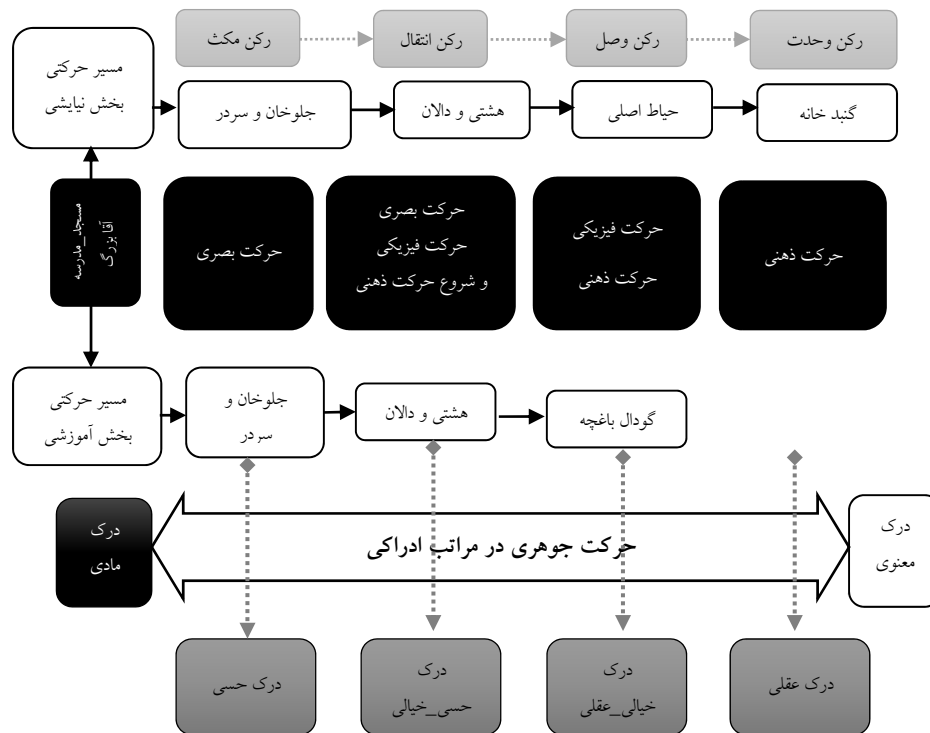 رکن مکث
رکن انتقال
رکن وصل
رکن وحدت
مسیر حرکتی
بخش نیایشی
جلوخان و سردر
هشتی و دالان
حیاط اصلی
گنبد خانه
مسجد_مدرسه
آقا بزرگ
حرکت بصری
حرکت بصری
حرکت فیزیکی
و شروع حرکت ذهنی
حرکت فیزیکی
حرکت ذهنی
حرکت ذهنی
مسیر حرکتی
بخش آموزشی
جلوخان و
سردر
هشتی و دالان
گودال باغچه
درک
مادی
حرکت جوهری در مراتب ادراکی
درک
معنوی
درک حسی
درک
حسی_خیالی
درک
خیالی_عقلی
درک عقلی